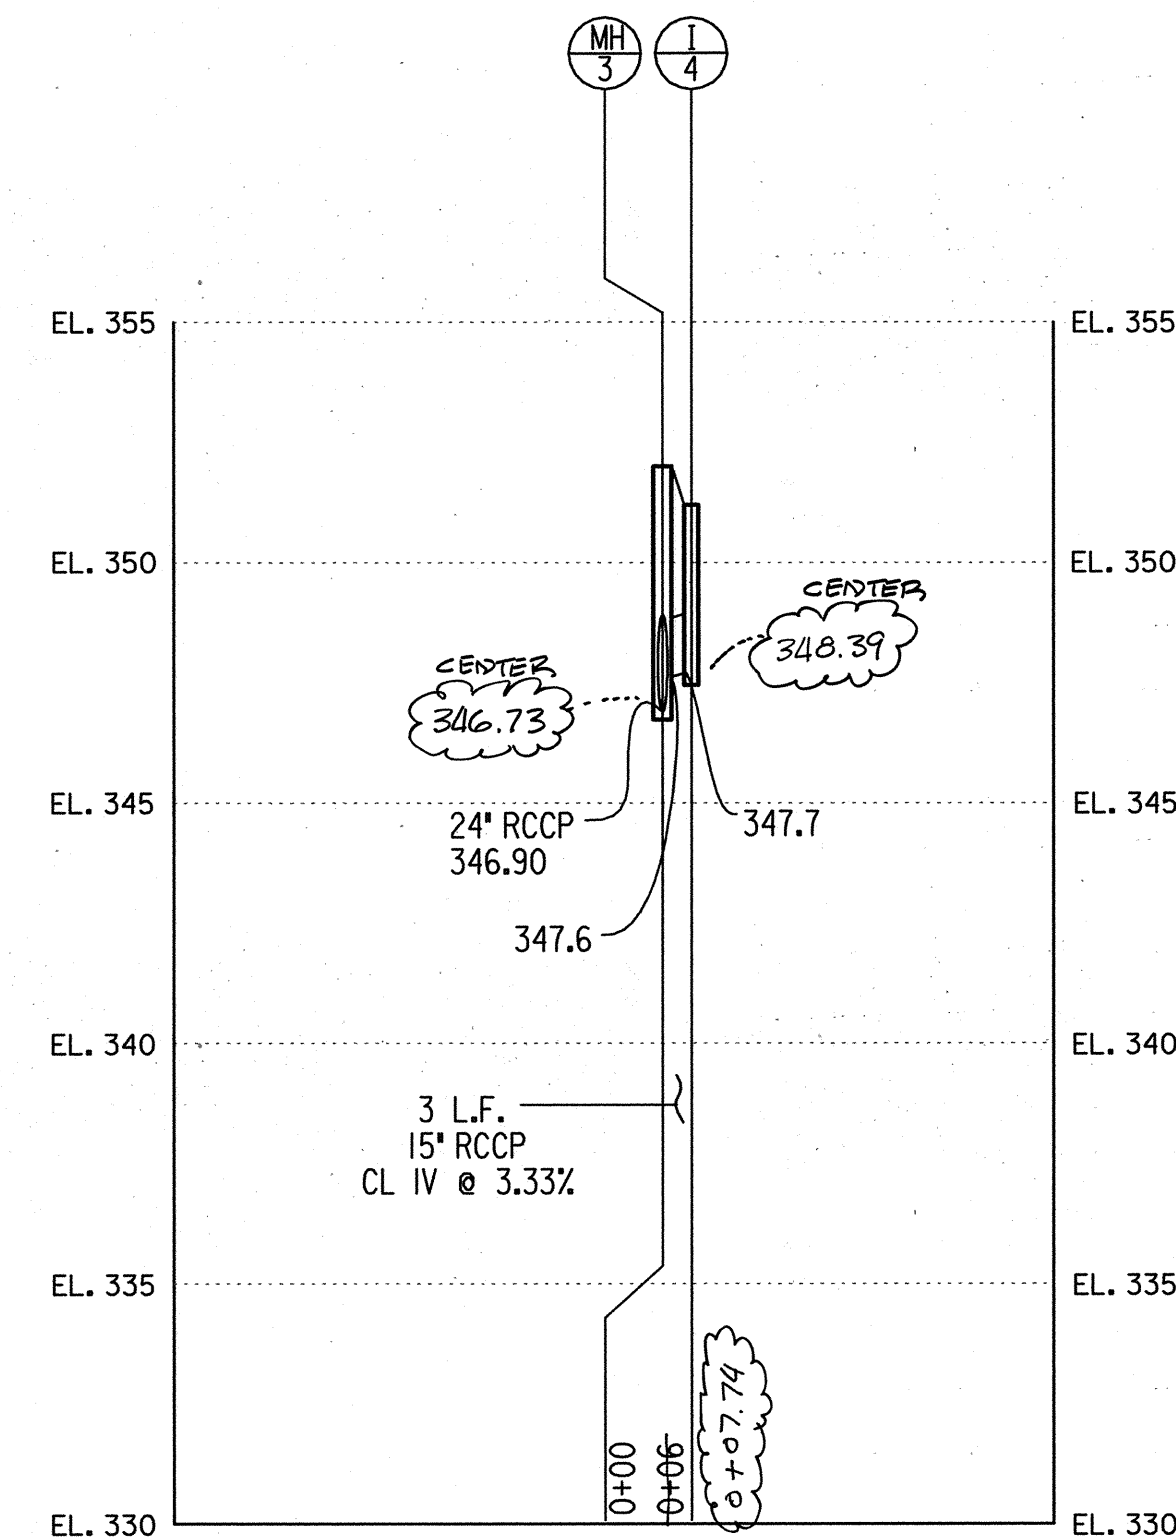 MH
3
I
4
EL. 355
EL. 355
EL. 350
EL. 350
CENTER
348.39
CENTER
346.73
EL. 345
EL. 345
24" RCCP
346.90
347.7
347.6
EL. 340
EL. 340
3 L.F.
15" RCCP
CL IV @ 3.33%
EL. 335
EL. 335
0+00
0+06
0+07.74
EL. 330
EL. 330